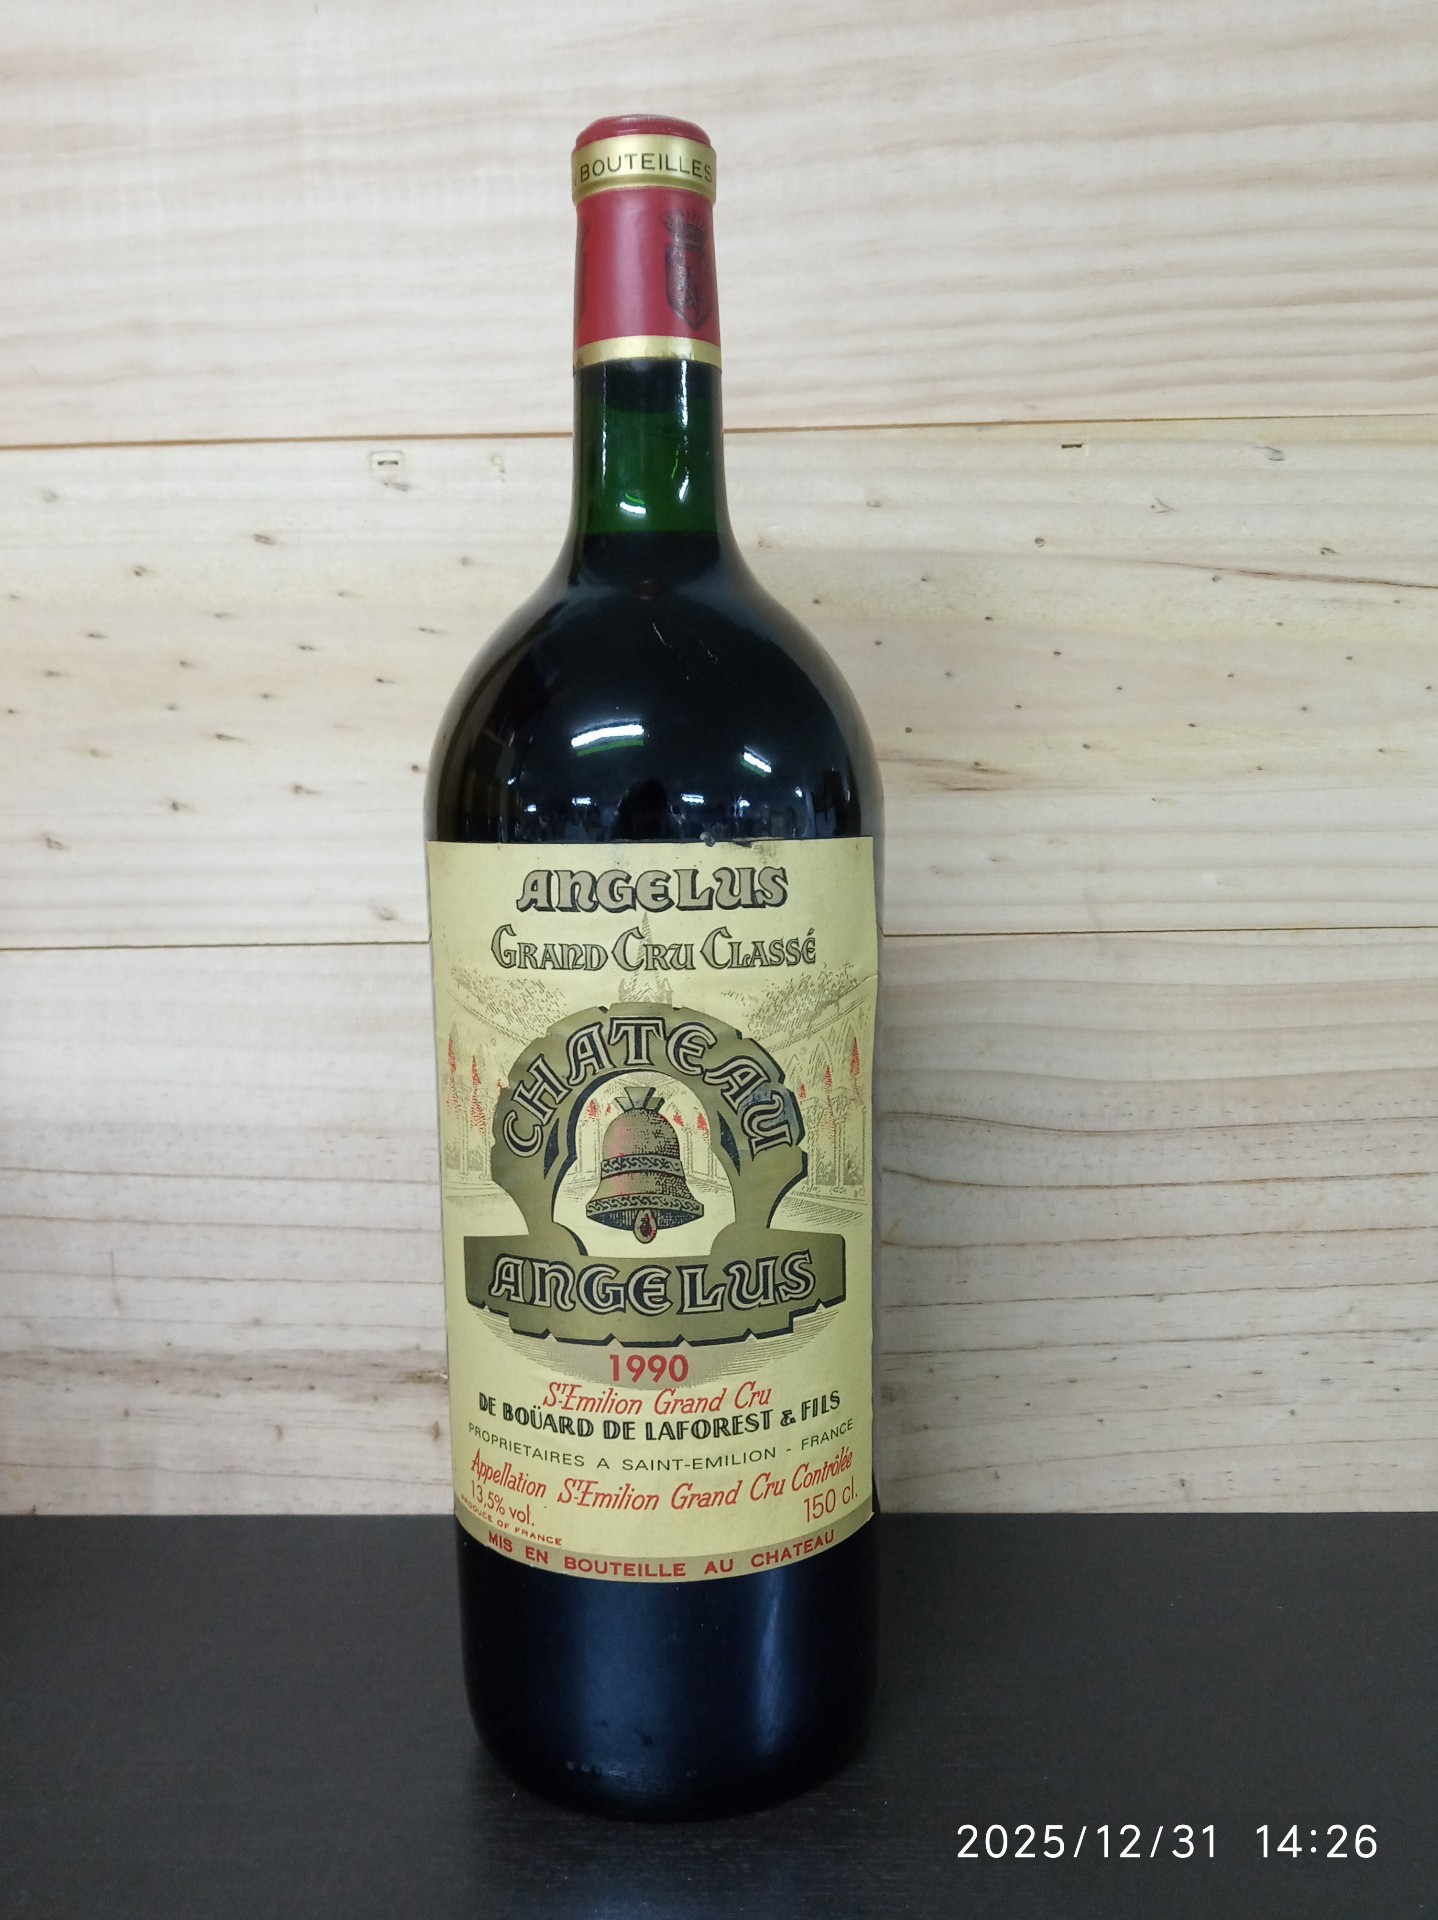 BOUTEILLES
ANGELUS
GRAND CRU CLASSÉ
CHATEAU
ANGELUS
1990
ST-Emilion Grand Cru
DE BOÜARD DE LAFOREST & FILS
PROPRIETAIRES A SAINT-EMILION - FRANCE
Appellation ST-Emilion Grand Cru Contrôlée
13,5% vol.
150 cl.
PRODUCE OF FRANCE
MIS EN BOUTEILLE AU CHATEAU
2025/12/31 14:26